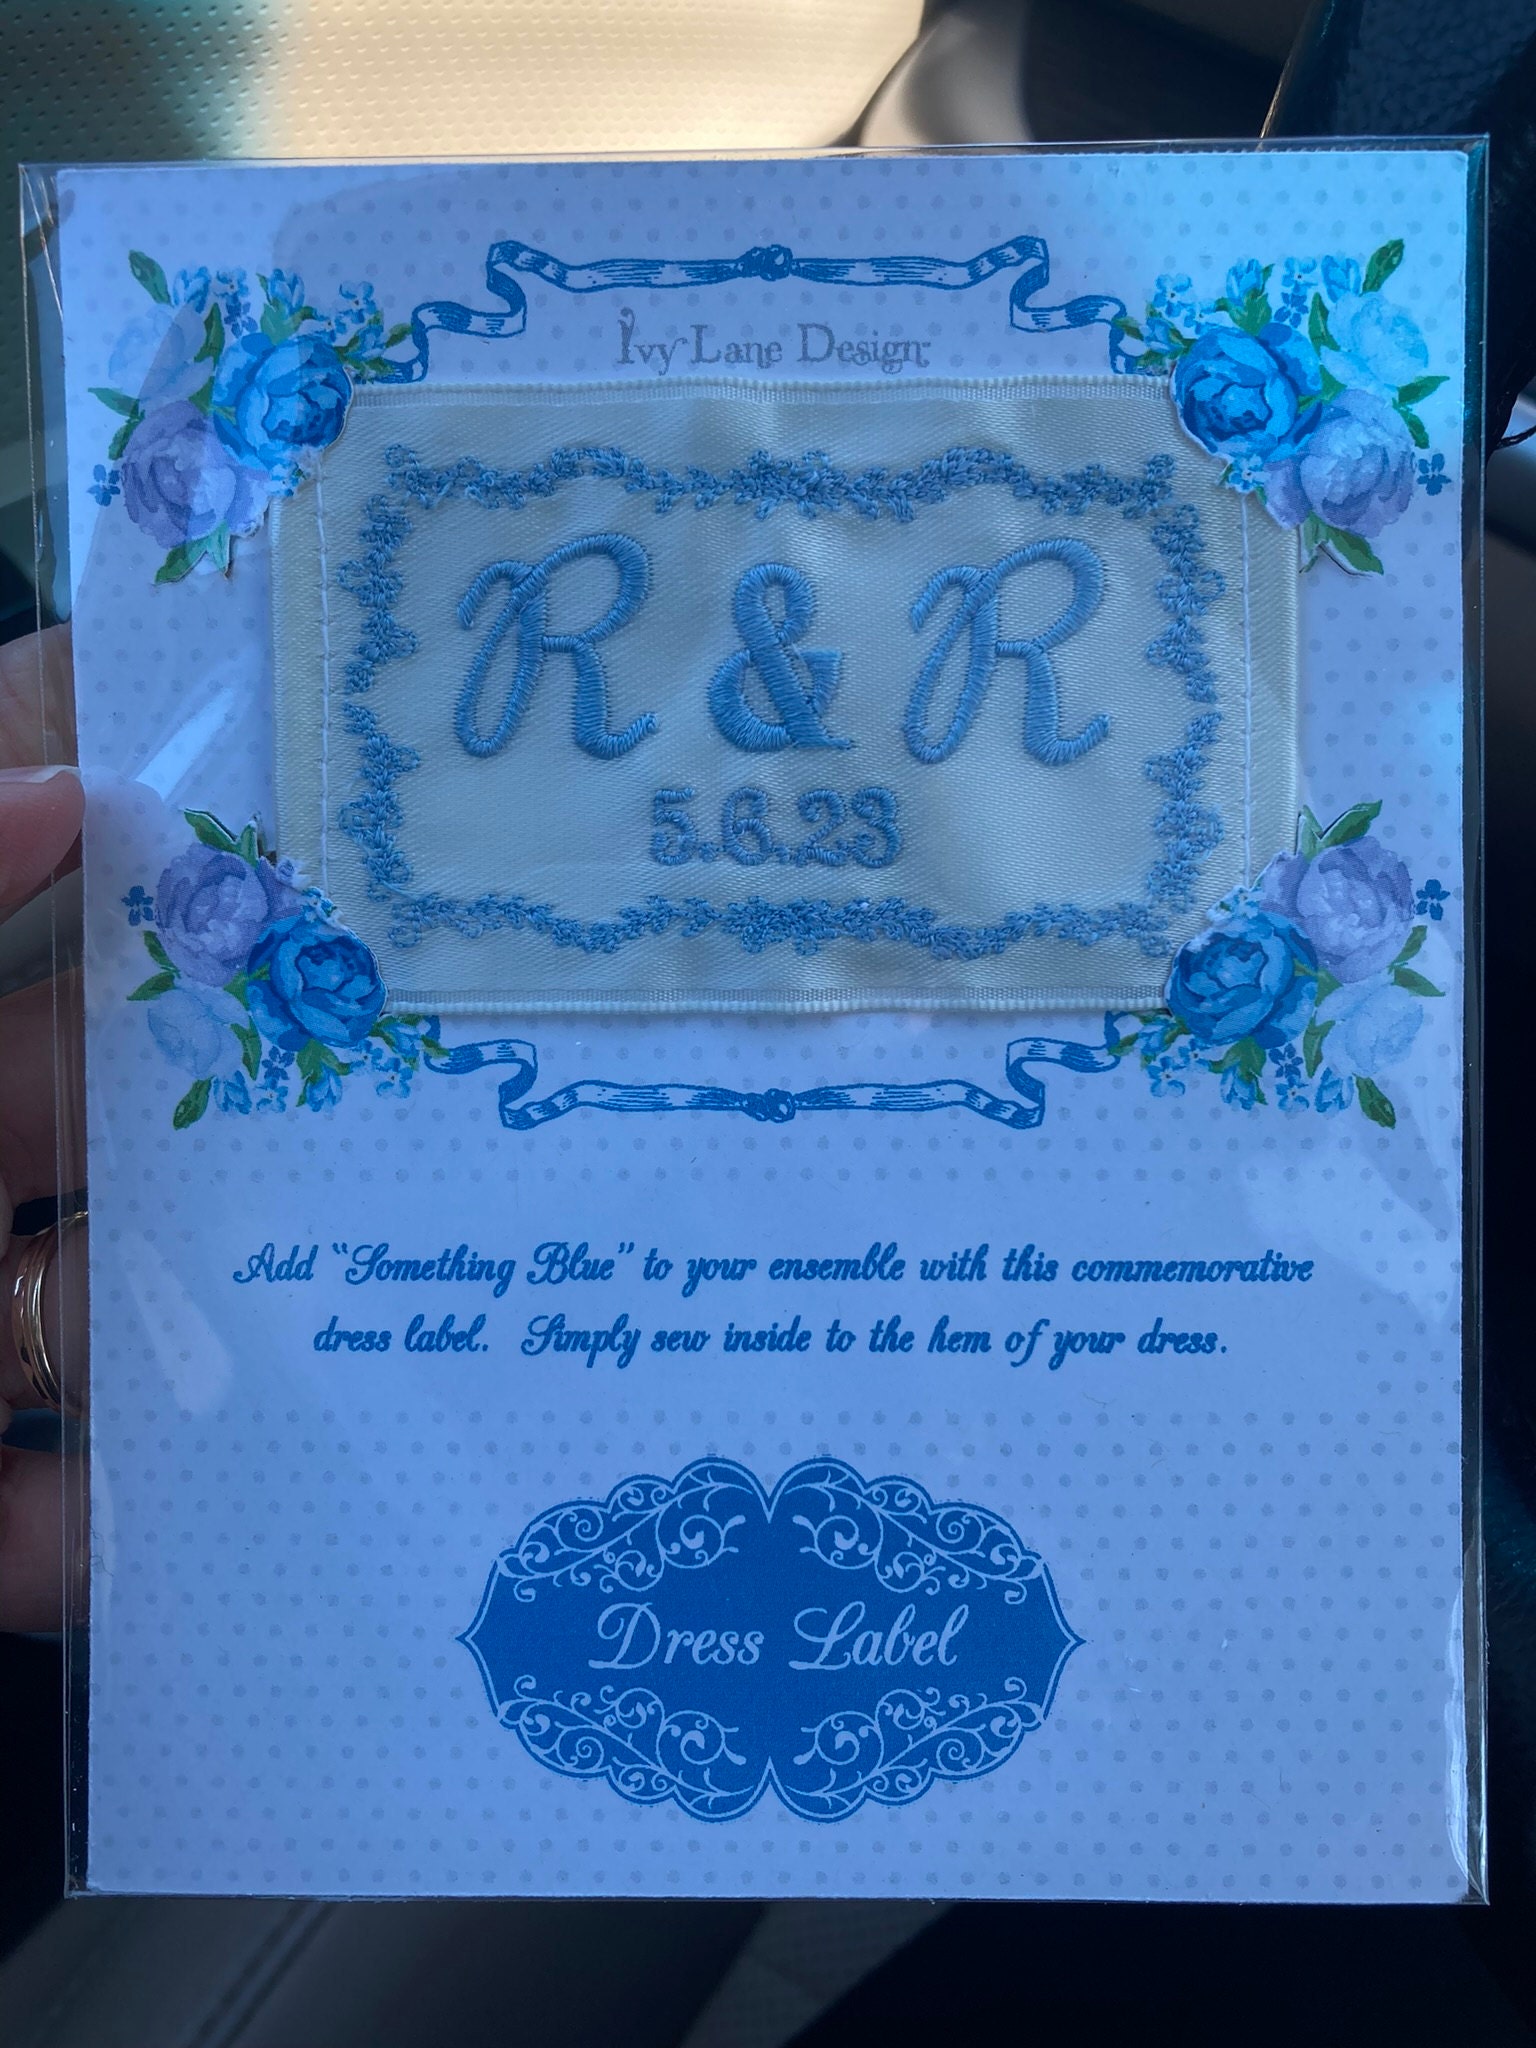 Ivy Lane Design
R & R
5.6.23
Add “Something Blue” to your ensemble with this commemorative
dress label. Simply sew inside to the hem of your dress.
Dress Label